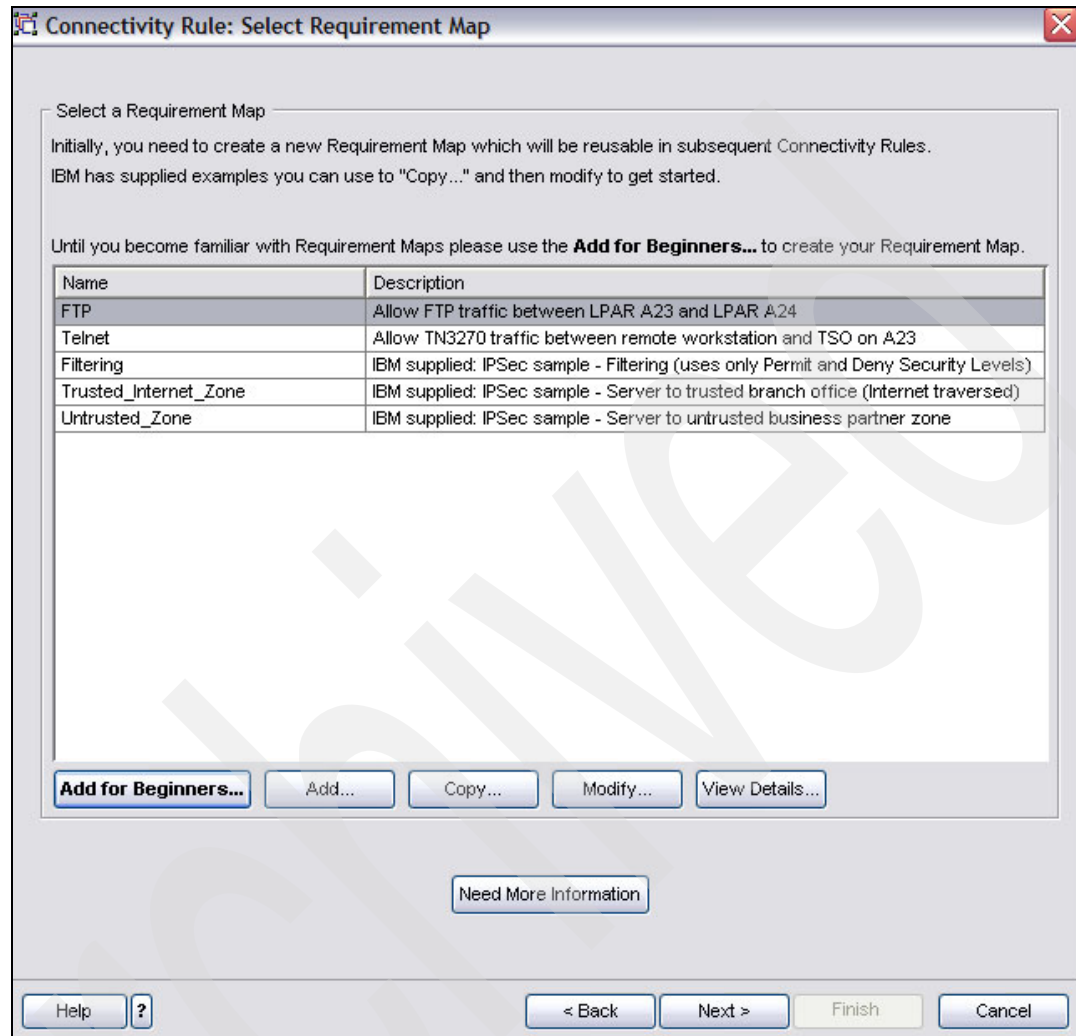 Connectivity Rule: Select Requirement Map
Select a Requirement Map
Initially, you need to create a new Requirement Map which will be reusable in subsequent Connectivity Rules.
IBM has supplied examples you can use to "Copy..." and then modify to get started.
Until you become familiar with Requirement Maps please use the Add for Beginners... to create your Requirement Map.
Name Description
FTP Allow FTP traffic between LPAR A23 and LPAR A24
Telnet Allow TN3270 traffic between remote workstation and TSO on A23
Filtering IBM supplied: IPSec sample - Filtering (uses only Permit and Deny Security Levels)
Trusted_Internet_Zone IBM supplied: IPSec sample - Server to trusted branch office (Internet traversed)
Untrusted_Zone IBM supplied: IPSec sample - Server to untrusted business partner zone
Add for Beginners... Add... Copy... Modify... View Details...
Need More Information
Help ? < Back Next > Finish Cancel